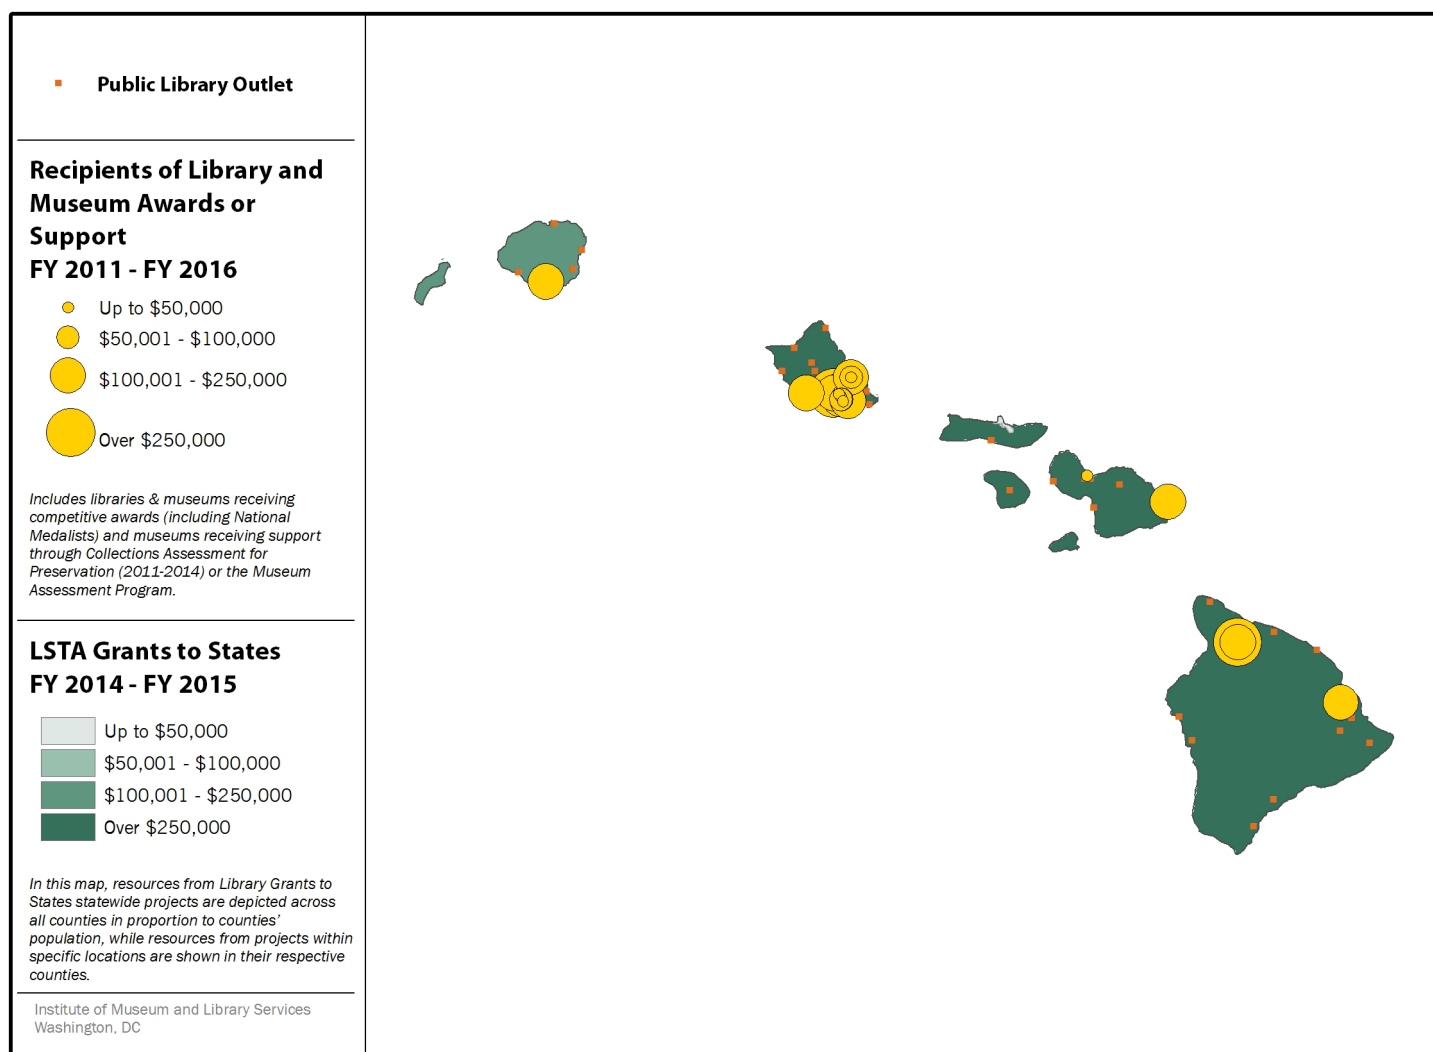 Public Library Outlet
Recipients of Library and
Museum Awards or
Support
FY 2011 - FY 2016
Up to $50,000
$50,001 - $100,000
$100,001 - $250,000
Over $250,000
Includes libraries & museums receiving
competitive awards (including National
Medalists) and museums receiving support
through Collections Assessment for
Preservation (2011-2014) or the Museum
Assessment Program.
LSTA Grants to States
FY 2014 - FY 2015
Up to $50,000
$50,001 - $100,000
$100,001 - $250,000
Over $250,000
In this map, resources from Library Grants to
States statewide projects are depicted across
all counties in proportion to counties’
population, while resources from projects within
specific locations are shown in their respective
counties.
Institute of Museum and Library Services
Washington, DC